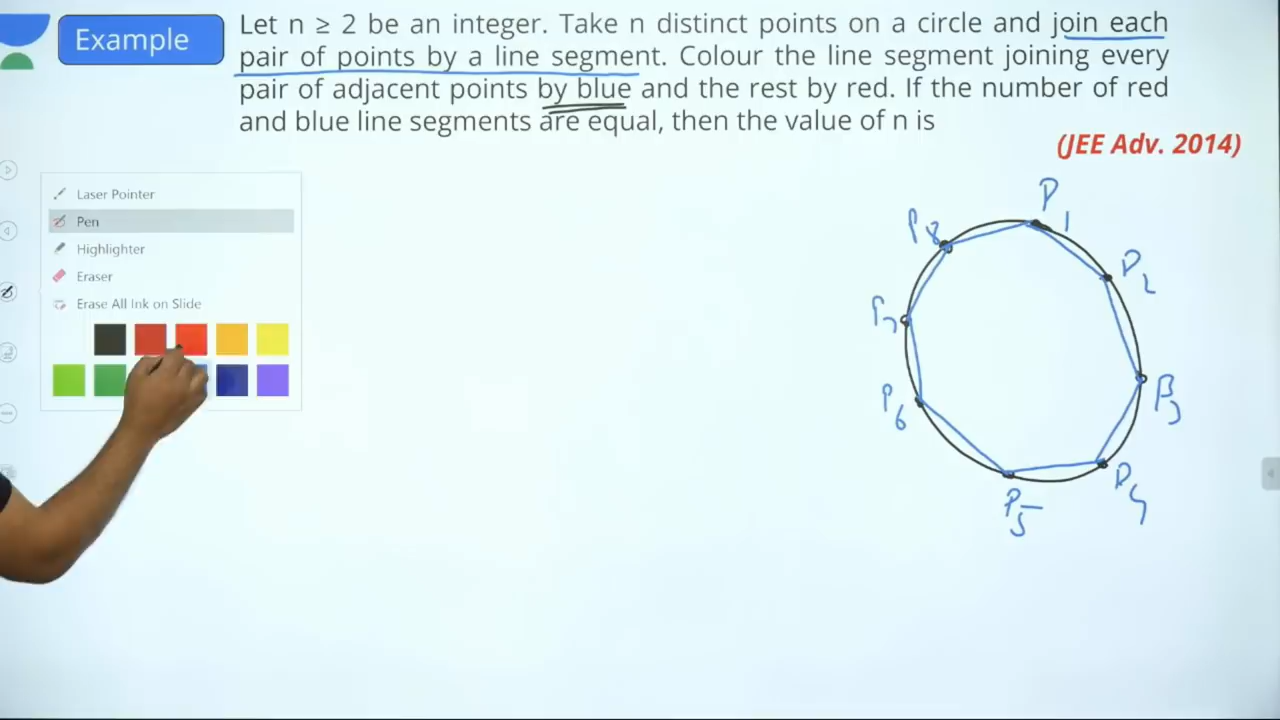 Example
Let n ≥ 2 be an integer. Take n distinct points on a circle and join each
pair of points by a line segment. Colour the line segment joining every
pair of adjacent points by blue and the rest by red. If the number of red
and blue line segments are equal, then the value of n is
(JEE Adv. 2014)
Laser Pointer
Pen
Highlighter
Eraser
Erase All Ink on Slide
P1
P8
P2
P7
P3
P6
P4
P5